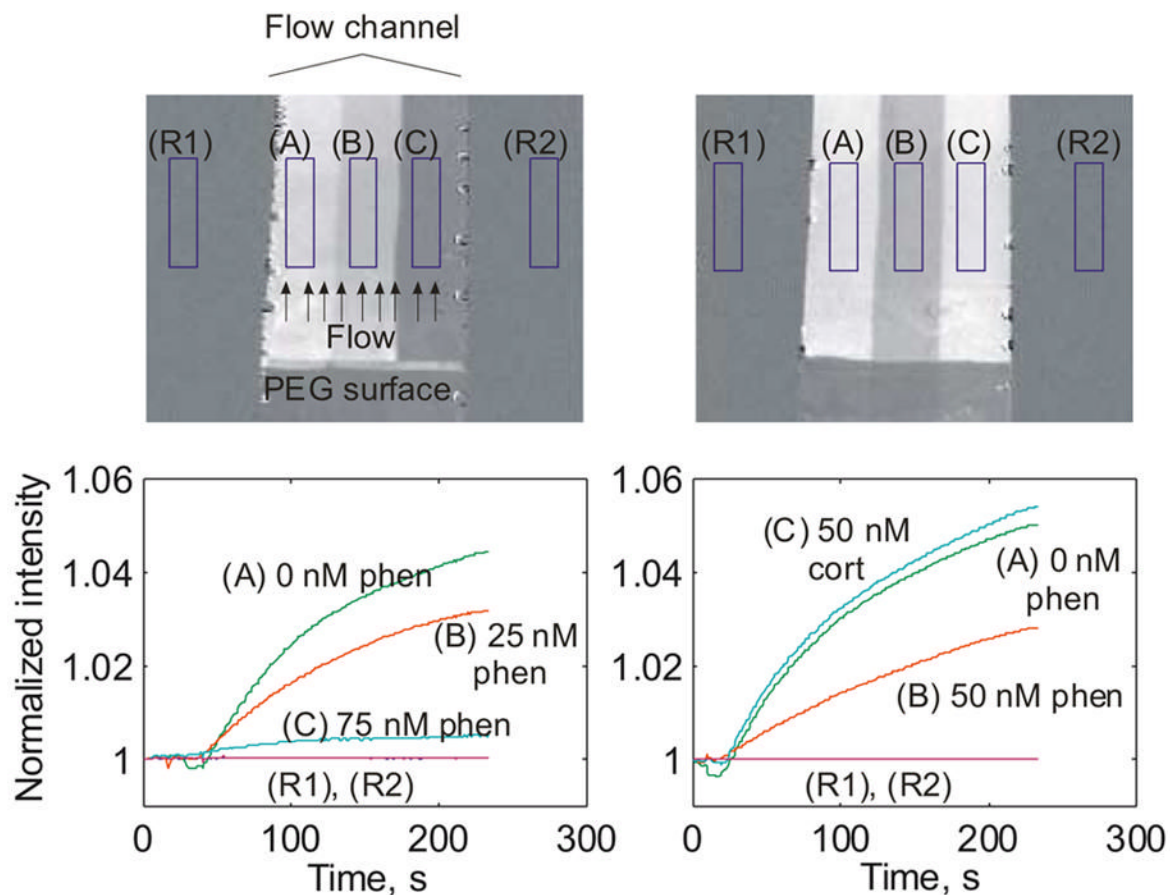 Flow channel
(R1) (A) (B) (C) (R2)
Flow
PEG surface
(R1) (A) (B) (C) (R2)
Normalized intensity
1.06
1.04
1.02
1
(A) 0 nM phen
(B) 25 nM
phen
(C) 75 nM phen
(R1), (R2)
0 100 200 300
Time, s
1.06
1.04
1.02
1
(C) 50 nM
cort
(A) 0 nM
phen
(B) 50 nM phen
(R1), (R2)
0 100 200 300
Time, s